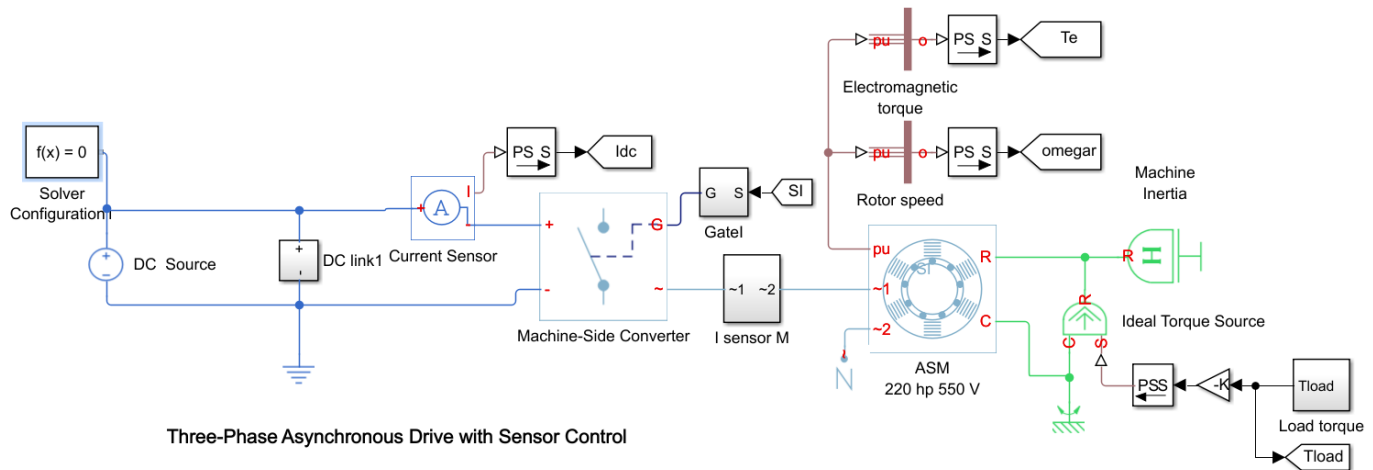 pu
o
PS S
Te
Electromagnetic
torque
f(x) = 0
Solver
Configuration1
I
PS S
Idc
pu
o
PS S
omegar
Rotor speed
Machine
Inertia
+
A
-
Current Sensor
G S
SI
GateI
+
-
DC Source
+
-
DC link1
+
G
-
~
Machine-Side Converter
~1 ~2
I sensor M
pu
SI
R
~1
~2
C
N
ASM
220 hp 550 V
R
H
R
C
S
Ideal Torque Source
PSS
-K
Tload
Load torque
Tload
Three-Phase Asynchronous Drive with Sensor Control